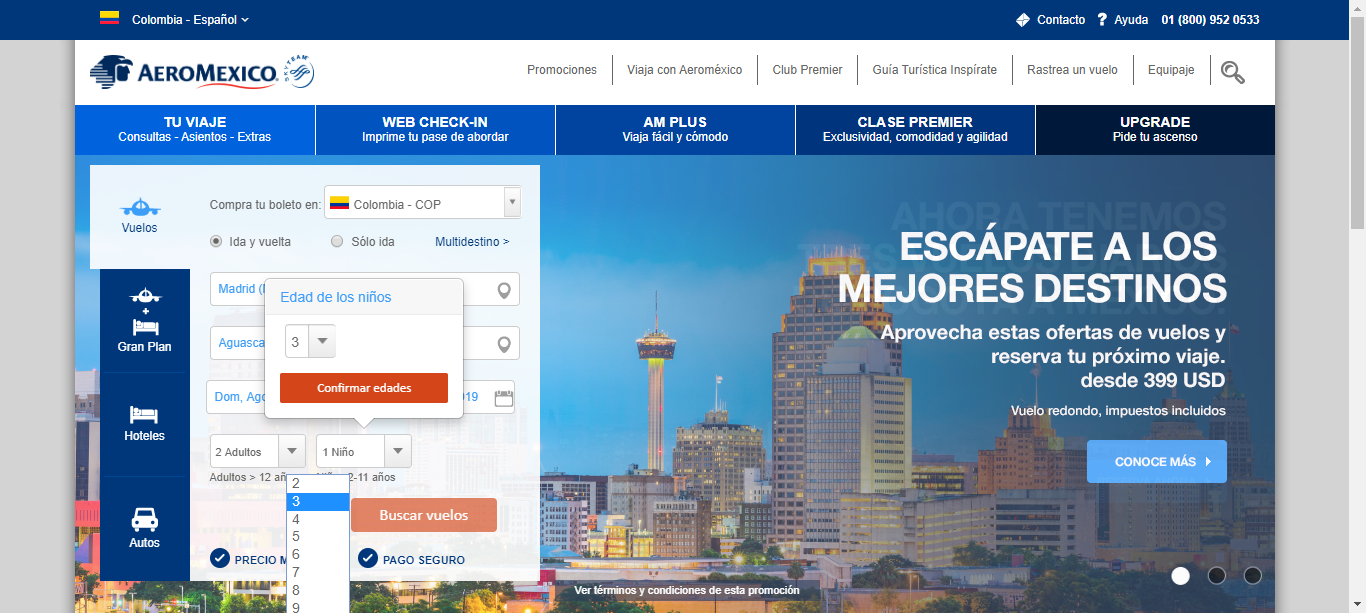 Colombia - Español
Contacto
Ayuda
01 (800) 952 0533
AEROMEXICO.
SKYTEAM
Promociones
Viaja con Aeroméxico
Club Premier
Guía Turística Inspírate
Rastrea un vuelo
Equipaje
TU VIAJE
Consultas - Asientos - Extras
WEB CHECK-IN
Imprime tu pase de abordar
AM PLUS
Viaja fácil y cómodo
CLASE PREMIER
Exclusividad, comodidad y agilidad
UPGRADE
Pide tu ascenso
Vuelos
+
Gran Plan
Hoteles
Autos
Compra tu boleto en:
Colombia - COP
Ida y vuelta
Sólo ida
Multidestino >
Madrid (
Edad de los niños
3
Aguasca
Confirmar edades
Dom, Ago
19
2 Adultos
1 Niño
Adultos > 12
2-11 años
2
3
4
5
6
7
8
9
Buscar vuelos
PRECIO M
PAGO SEGURO
AHORA TENEMOS
ESCÁPATE A LOS
MEJORES DESTINOS
Aprovecha estas ofertas de vuelos y
reserva tu próximo viaje.
desde 399 USD
Vuelo redondo, impuestos incluidos
CONOCE MÁS
Ver términos y condiciones de esta promoción